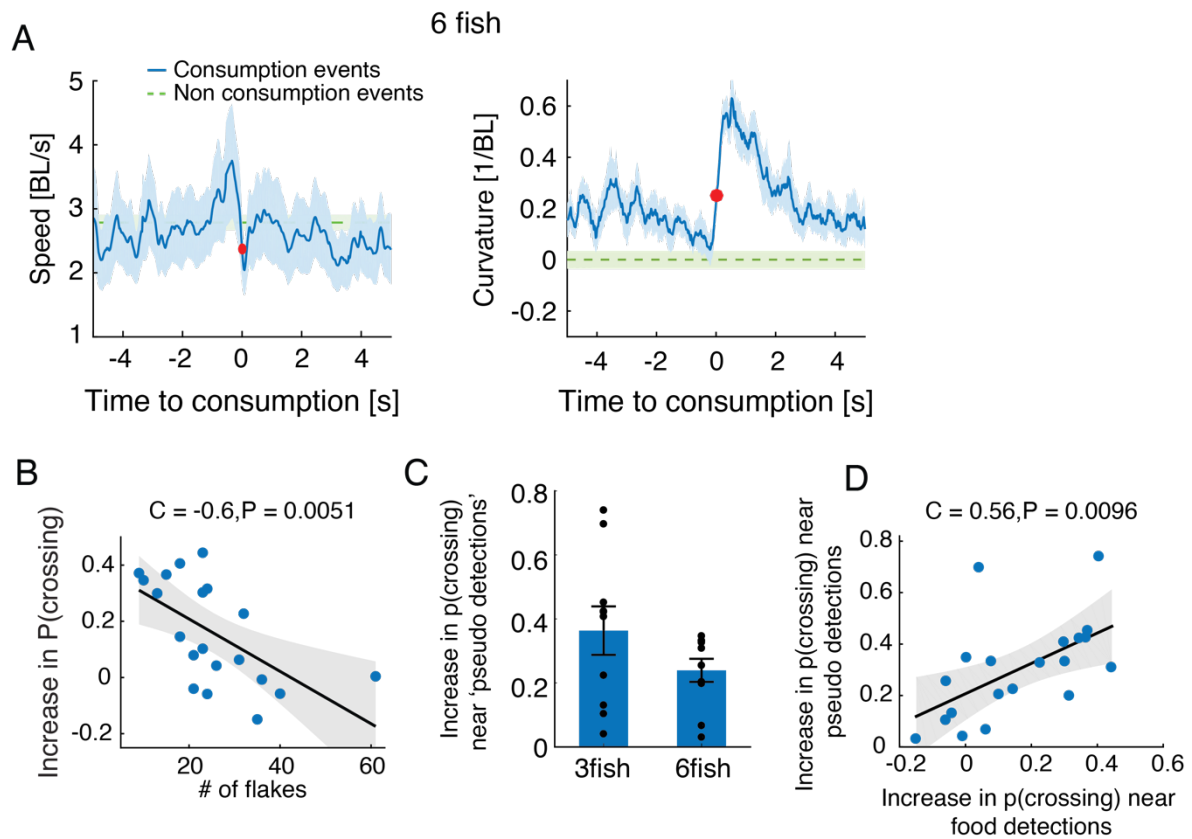 6 fish
A
Consumption events
Non consumption events
5
4
3
2
1
Speed [BL/s]
-4
-2
0
2
4
Time to consumption [s]
0.6
0.4
0.2
0
-0.2
Curvature [1/BL]
-4
-2
0
2
4
Time to consumption [s]
B
C = -0.6,P = 0.0051
Increase in P(crossing)
0.4
0.2
0
-0.2
20
40
60
# of flakes
C
Increase in p(crossing)
near 'pseudo detections'
0.8
0.6
0.4
0.2
0
3fish
6fish
D
C = 0.56,P = 0.0096
Increase in p(crossing) near
pseudo detections
0.8
0.6
0.4
0.2
0
-0.2
0
0.2
0.4
0.6
Increase in p(crossing) near
food detections